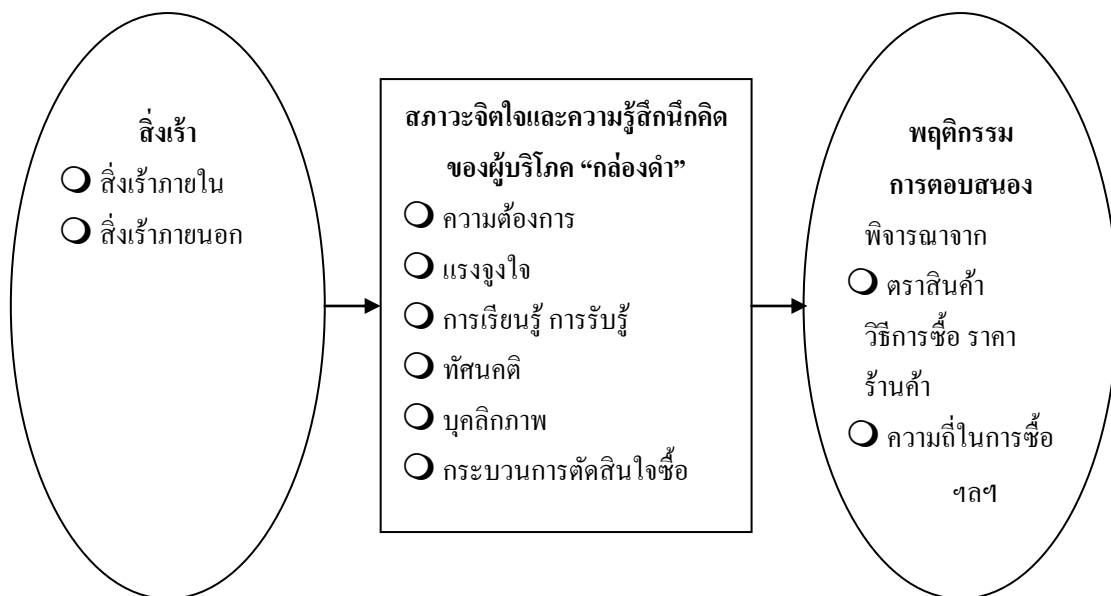 สิ่งเร้า
❍ สิ่งเร้าภายใน
❍ สิ่งเร้าภายนอก
สภาวะจิตใจและความรู้สึกนึกคิด
ของผู้บริโภค “กล่องดำ”
❍ ความต้องการ
❍ แรงจูงใจ
❍ การเรียนรู้ การรับรู้
❍ ทัศนคติ
❍ บุคลิกภาพ
❍ กระบวนการตัดสินใจซื้อ
พฤติกรรม
การตอบสนอง
พิจารณาจาก
❍ ตราสินค้า
วิธีการซื้อ ราคา
ร้านค้า
❍ ความถี่ในการซื้อ
ฯลฯ